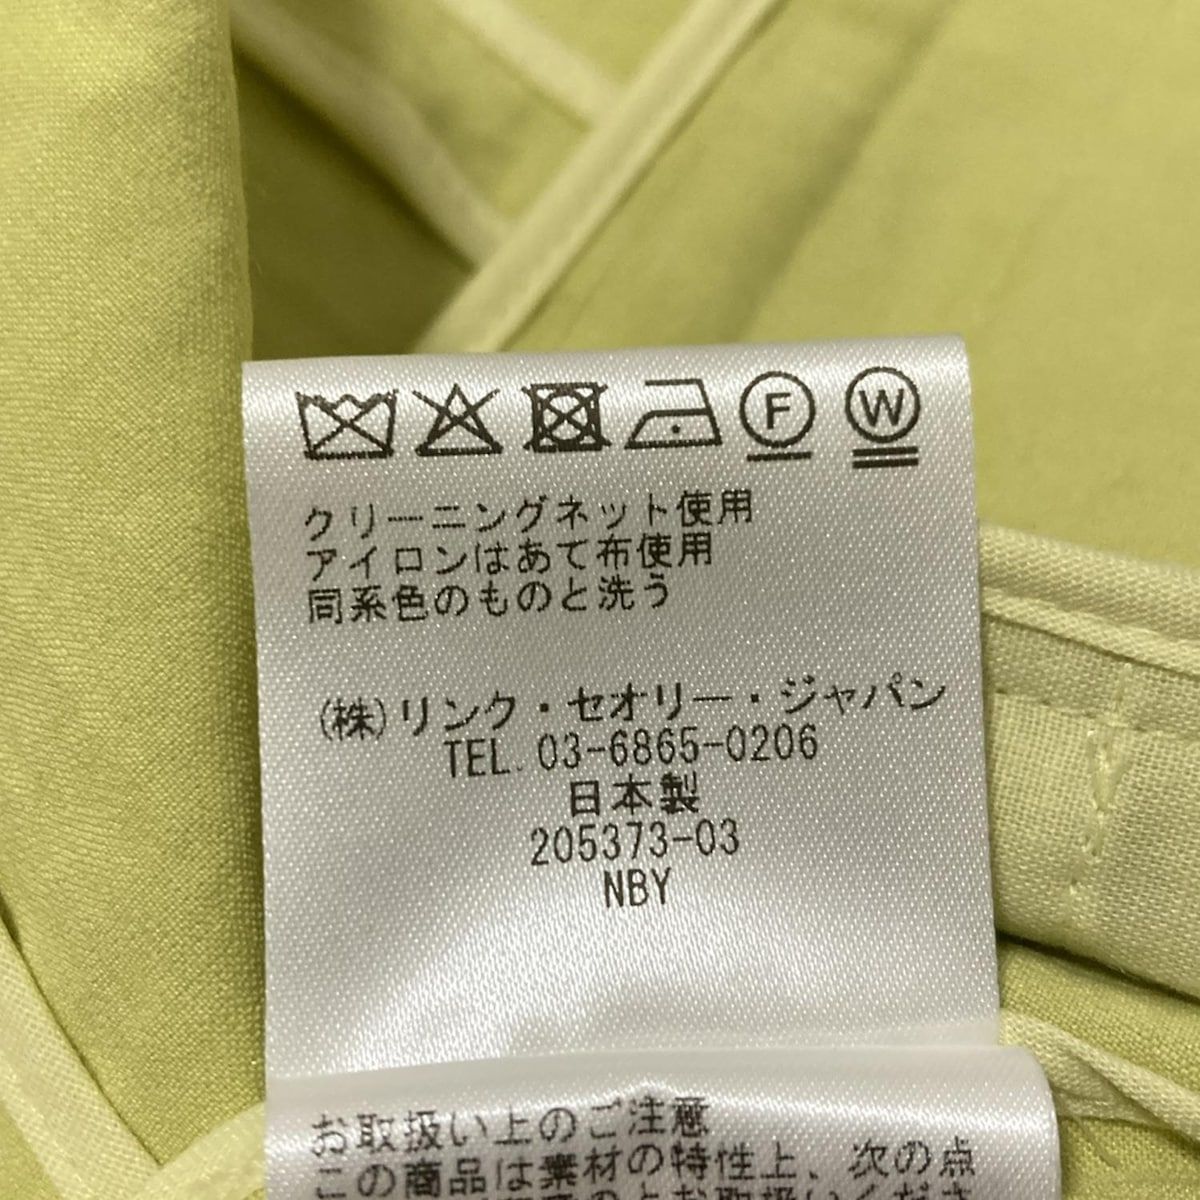 F W
クリーニングネット使用
アイロンはあて布使用
同系色のものと洗う
(株)リンク・セオリー・ジャパン
TEL. 03-6865-0206
日本製
205373-03
NBY
お取扱い上のご注意
この商品は素材の特性上、次の点